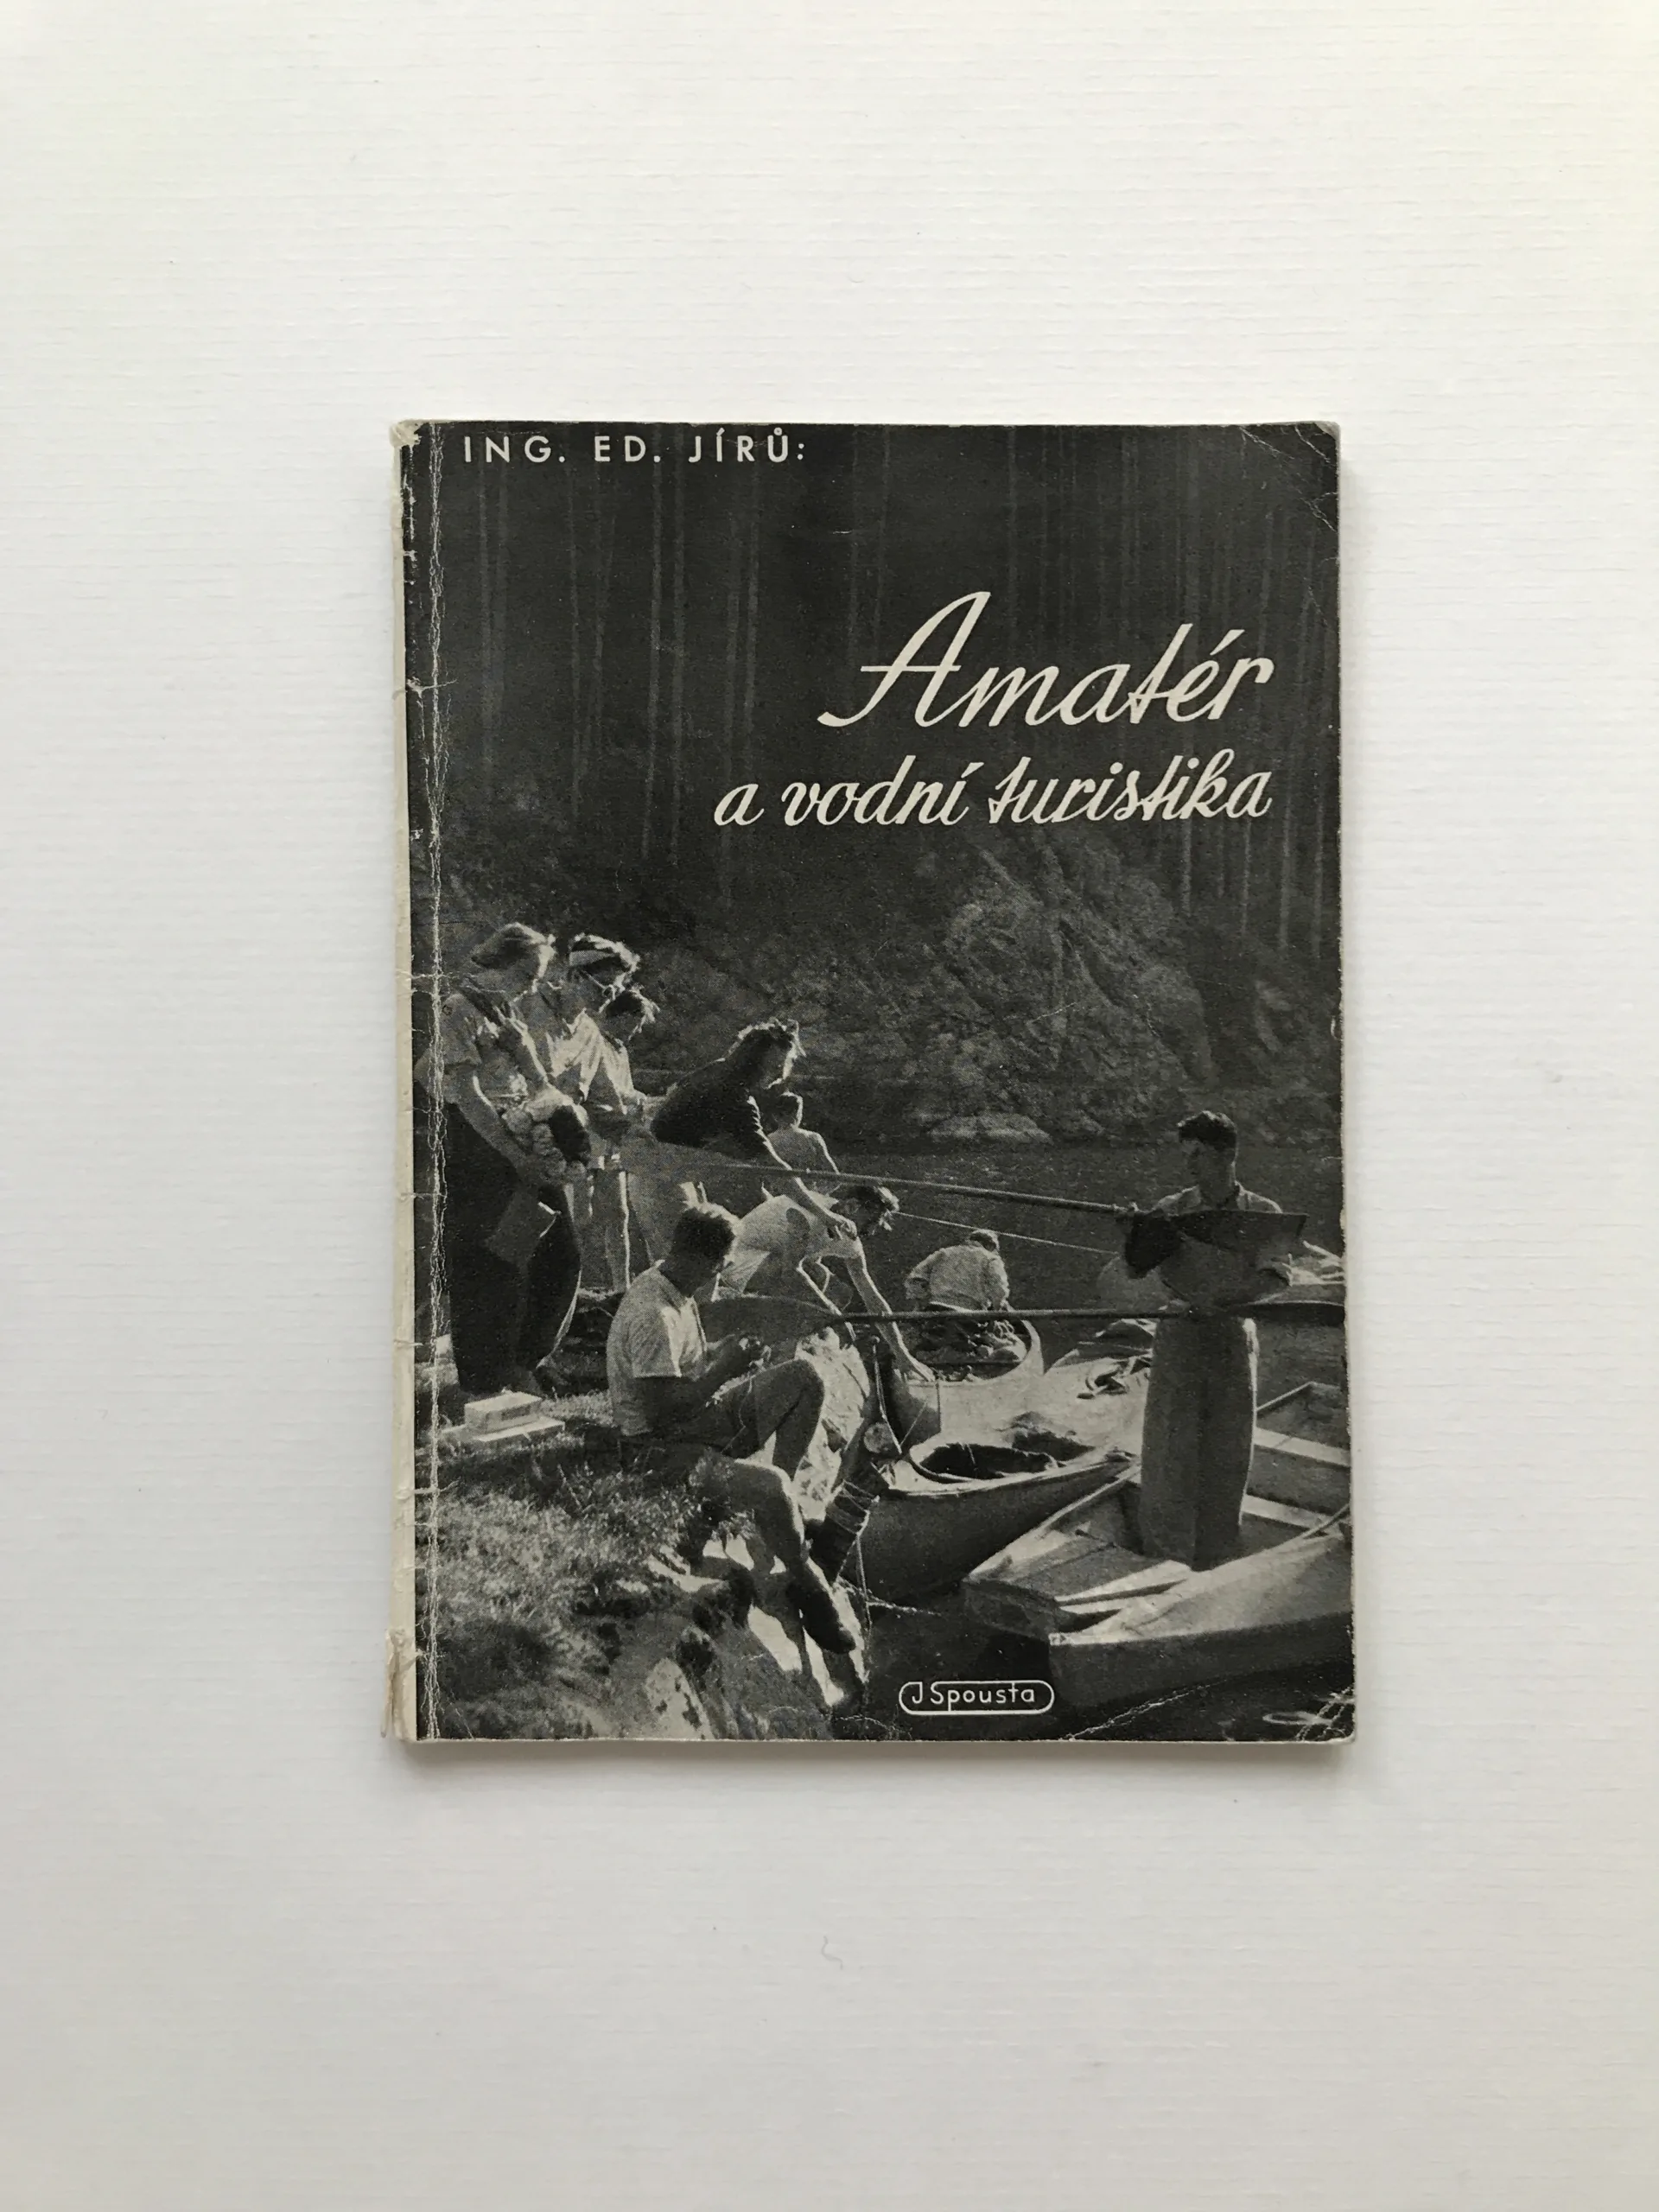 ING. ED. JÍRŮ:
Amatér
a vodní turistika
J Spousta